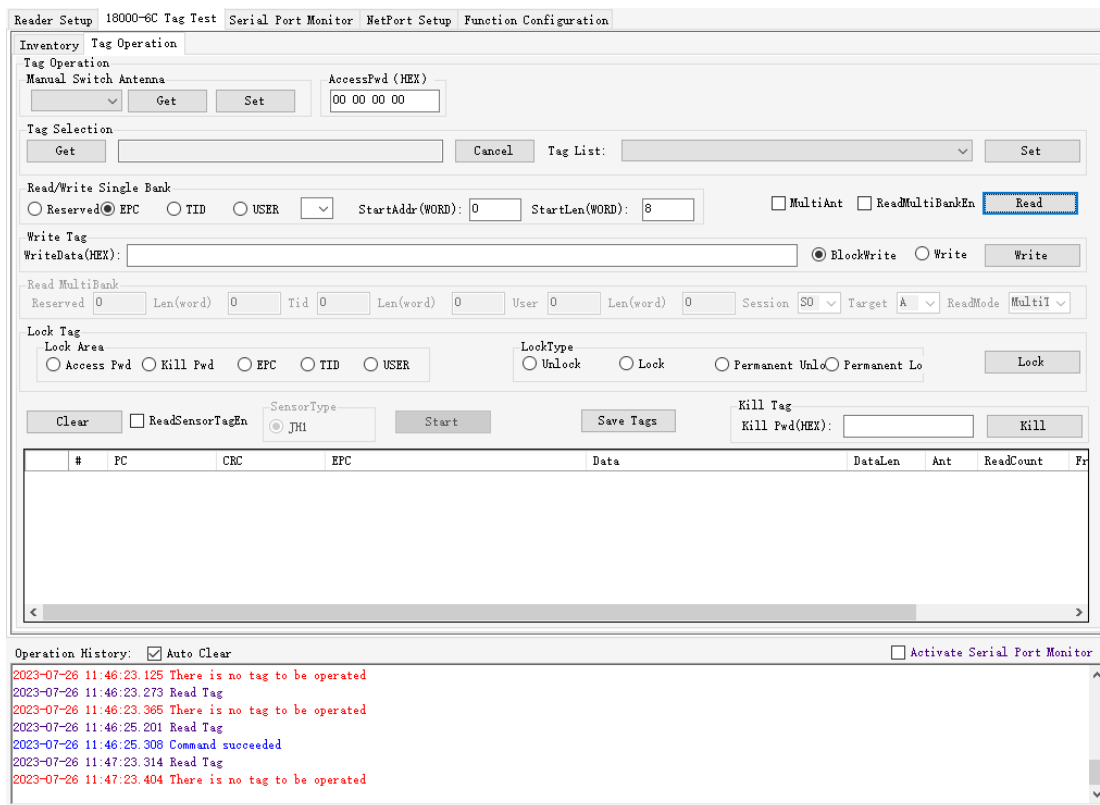 Reader Setup 18000-6C Tag Test Serial Port Monitor NetPort Setup Function Configuration
Inventory Tag Operation
Tag Operation
Manual Switch Antenna AccessPwd (HEX)
Get Set 00 00 00 00
Tag Selection
Get Cancel Tag List: Set
Read/Write Single Bank
Reserved EPC TID USER StartAddr(WORD): 0 StartLen(WORD): 8 MultiAnt ReadMultiBankEn Read
Write Tag
WriteData(HEX): BlockWrite Write Write
Read MultiBank
Reserved 0 Len(word) 0 Tid 0 Len(word) 0 User 0 Len(word) 0 Session S0 Target A ReadMode MultiT
Lock Tag
Lock Area LockType
Access Pwd Kill Pwd EPC TID USER Unlock Lock Permanent Unlo Permanent Lo Lock
Clear ReadSensorTagEn SensorType JH1 Start Save Tags Kill Tag Kill Pwd(HEX): Kill
# PC CRC EPC Data DataLen Ant ReadCount Fr
Operation History: Auto Clear Activate Serial Port Monitor
2023-07-26 11:46:23.125 There is no tag to be operated
2023-07-26 11:46:23.273 Read Tag
2023-07-26 11:46:23.365 There is no tag to be operated
2023-07-26 11:46:25.201 Read Tag
2023-07-26 11:46:25.308 Command succeeded
2023-07-26 11:47:23.314 Read Tag
2023-07-26 11:47:23.404 There is no tag to be operated